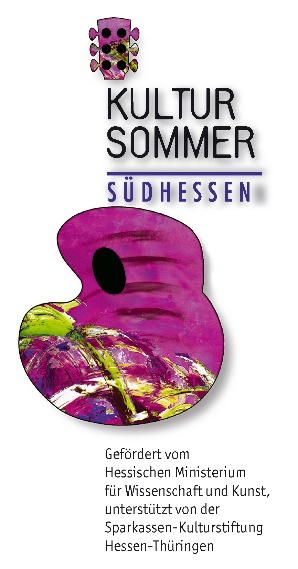 KULTUR
SOMMER
SÜDHESSEN
Gefördert vom
Hessischen Ministerium
für Wissenschaft und Kunst,
unterstützt von der
Sparkassen-Kulturstiftung
Hessen-Thüringen